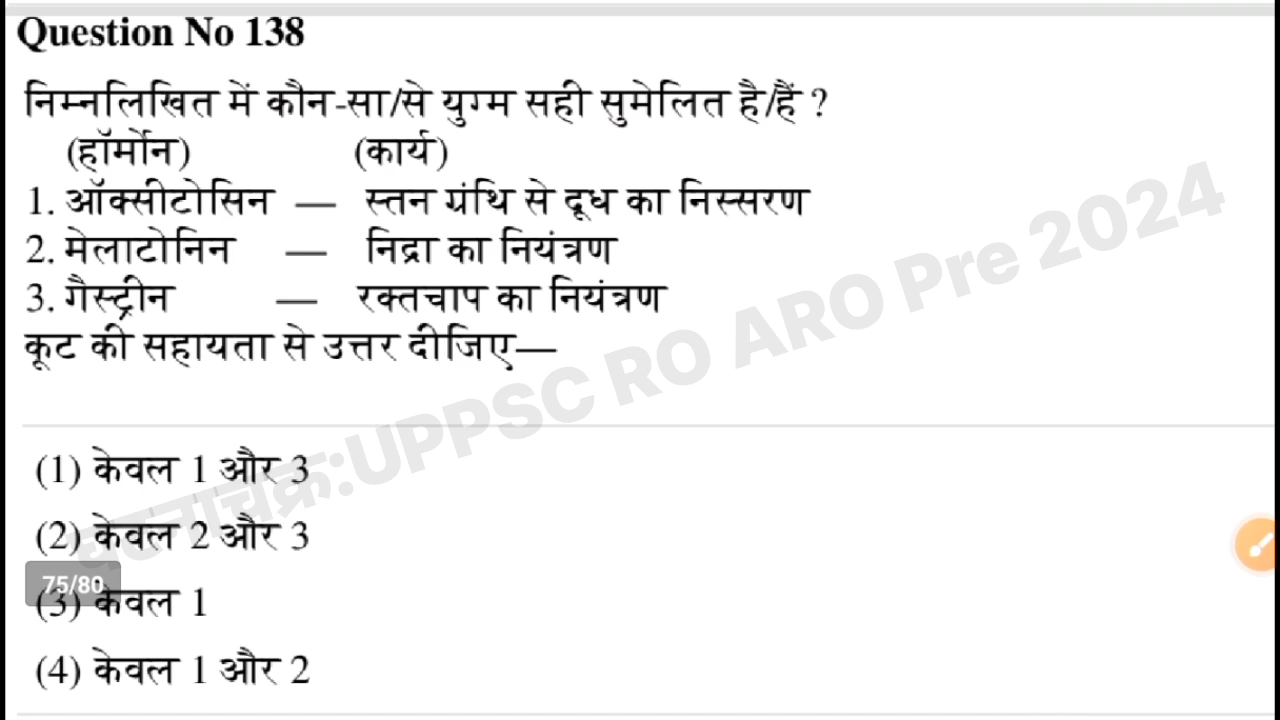 Question No 138
निम्नलिखित में कौन-सा/से युग्म सही सुमेलित है/हैं ?
(हॉर्मोन) (कार्य)
1. ऑक्सीटोसिन — स्तन ग्रंथि से दूध का निस्सरण
2. मेलाटोनिन — निद्रा का नियंत्रण
3. गैस्ट्रीन — रक्तचाप का नियंत्रण
कूट की सहायता से उत्तर दीजिए—
(1) केवल 1 और 3
(2) केवल 2 और 3
75/80
(3) केवल 1
(4) केवल 1 और 2
घटनाचक्र:UPPSC RO ARO Pre 2024